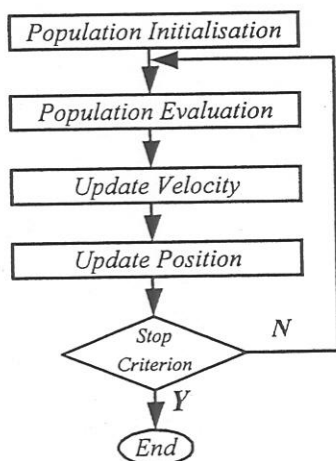 Population Initialisation
Population Evaluation
Update Velocity
Update Position
Stop
Criterion
N
Y
End